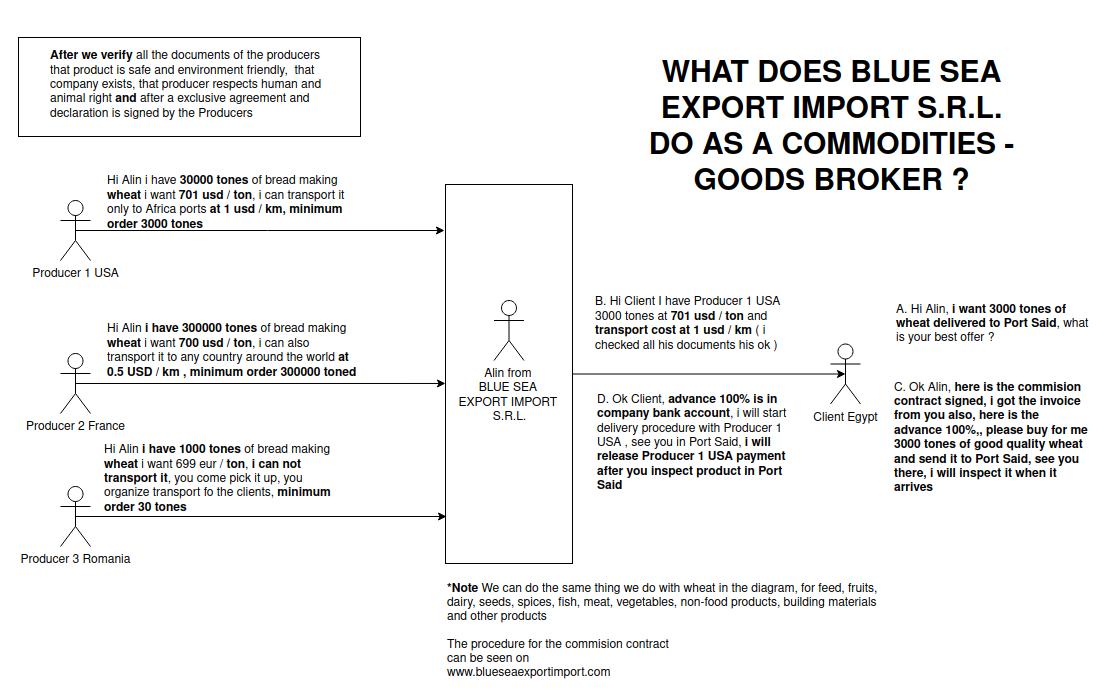 After we verify all the documents of the producers
that product is safe and environment friendly, that
company exists, that producer respects human and
animal right and after a exclusive agreement and
declaration is signed by the Producers
WHAT DOES BLUE SEA
EXPORT IMPORT S.R.L.
DO AS A COMMODITIES -
GOODS BROKER ?
Hi Alin i have 30000 tones of bread making
wheat i want 701 usd / ton, i can transport it
only to Africa ports at 1 usd / km, minimum
order 3000 tones
Producer 1 USA
Hi Alin i have 300000 tones of bread making
wheat i want 700 usd / ton, i can also
transport it to any country around the world at
0.5 USD / km , minimum order 300000 toned
Producer 2 France
Hi Alin i have 1000 tones of bread making
wheat i want 699 eur / ton, i can not
transport it, you come pick it up, you
organize transport fo the clients, minimum
order 30 tones
Producer 3 Romania
Alin from
BLUE SEA
EXPORT IMPORT
S.R.L.
B. Hi Client I have Producer 1 USA
3000 tones at 701 usd / ton and
transport cost at 1 usd / km ( i
checked all his documents his ok )
D. Ok Client, advance 100% is in
company bank account, i will start
delivery procedure with Producer 1
USA , see you in Port Said, i will
release Producer 1 USA payment
after you inspect product in Port
Said
Client Egypt
A. Hi Alin, i want 3000 tones of
wheat delivered to Port Said, what
is your best offer ?
C. Ok Alin, here is the commision
contract signed, i got the invoice
from you also, here is the
advance 100%,, please buy for me
3000 tones of good quality wheat
and send it to Port Said, see you
there, i will inspect it when it
arrives
*Note We can do the same thing we do with wheat in the diagram, for feed, fruits,
dairy, seeds, spices, fish, meat, vegetables, non-food products, building materials
and other products
The procedure for the commision contract
can be seen on
www.blueseaexportimport.com